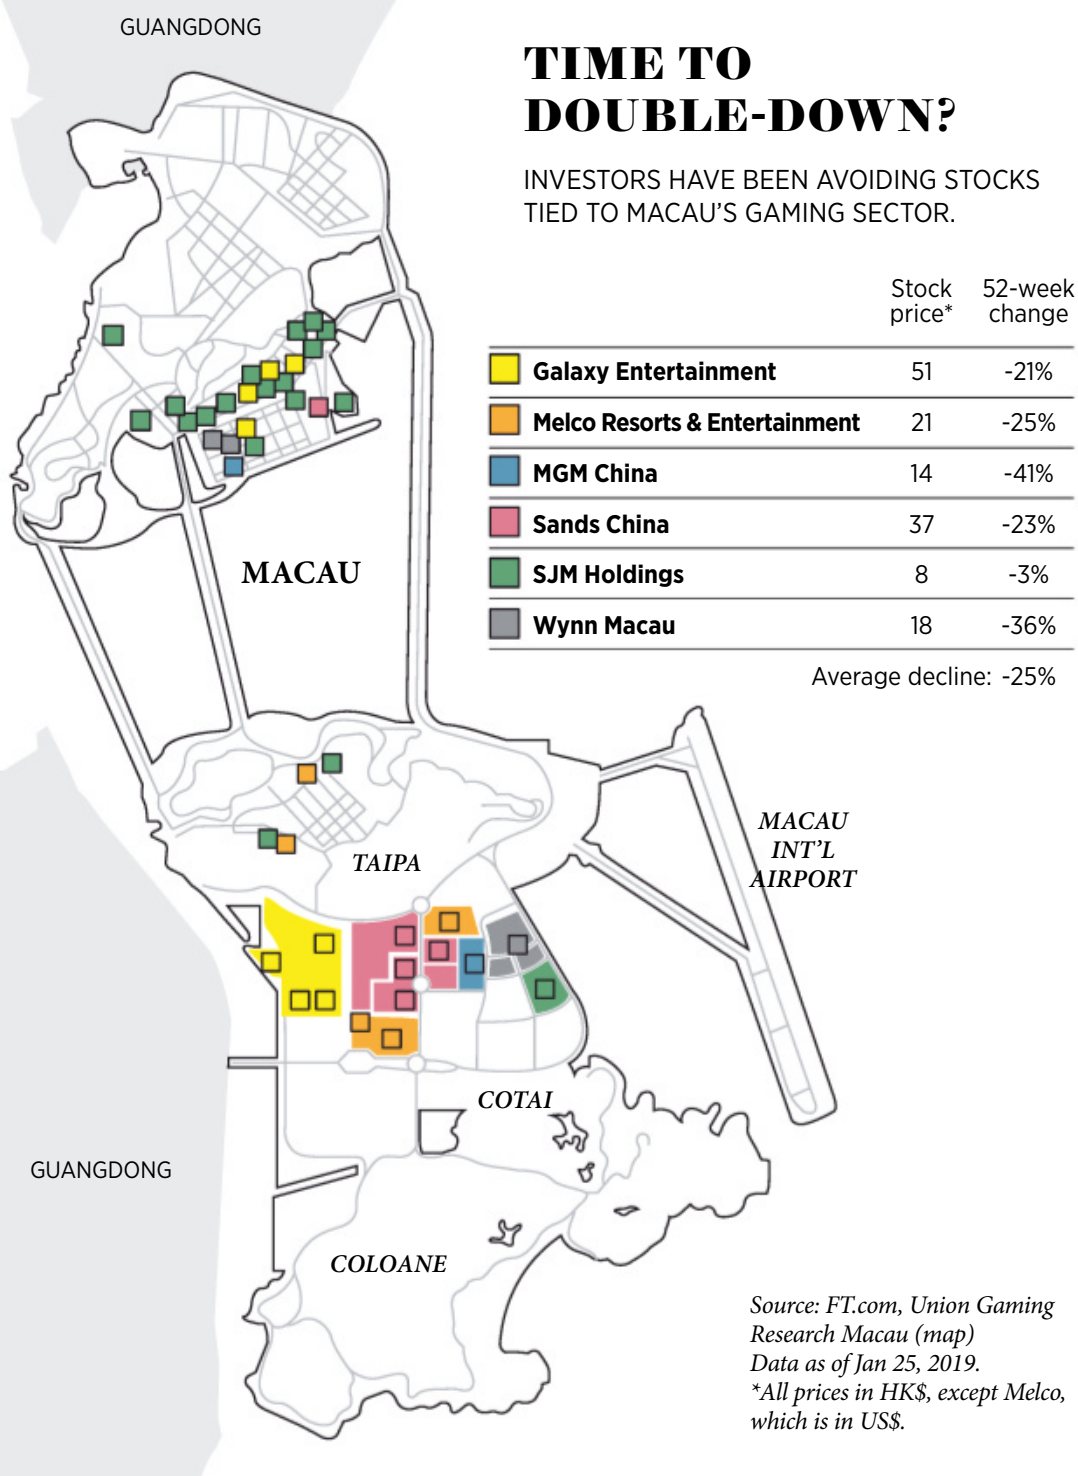 GUANGDONG
TIME TO
DOUBLE-DOWN?
INVESTORS HAVE BEEN AVOIDING STOCKS
TIED TO MACAU’S GAMING SECTOR.
Stock price* 52-week change
Galaxy Entertainment 51 -21%
Melco Resorts & Entertainment 21 -25%
MGM China 14 -41%
Sands China 37 -23%
SJM Holdings 8 -3%
Wynn Macau 18 -36%
Average decline: -25%
MACAU
MACAU
INT’L
AIRPORT
TAIPA
COTAI
GUANGDONG
COLOANE
Source: FT.com, Union Gaming
Research Macau (map)
Data as of Jan 25, 2019.
*All prices in HK$, except Melco,
which is in US$.